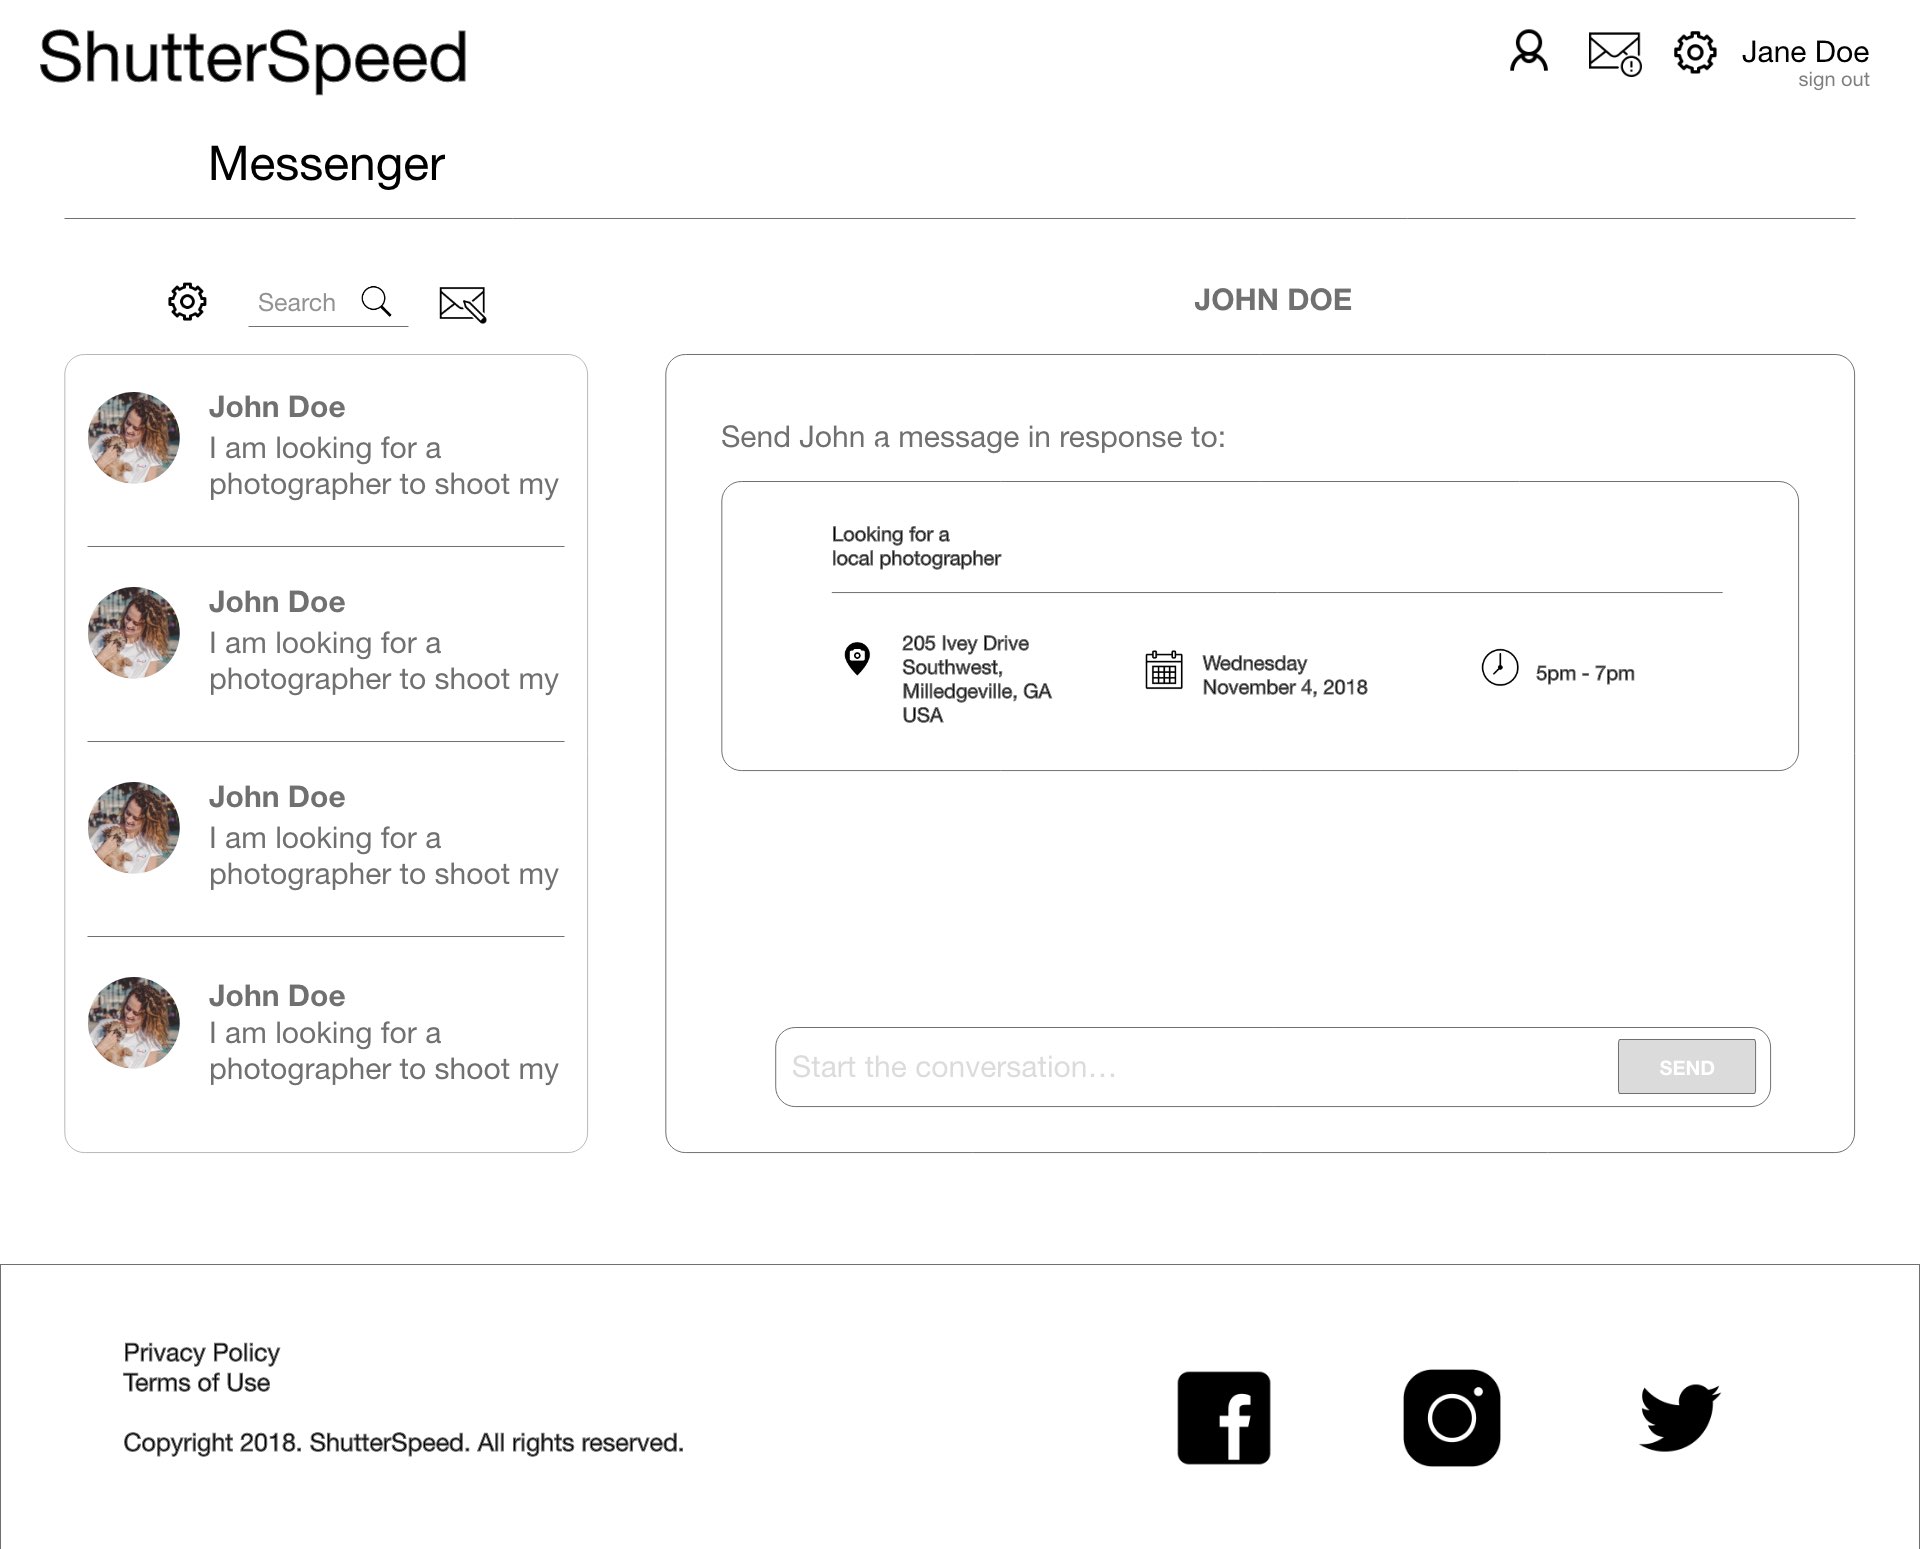 ShutterSpeed
Jane Doe
sign out
Messenger
Search
JOHN DOE
John Doe
I am looking for a
photographer to shoot my
John Doe
I am looking for a
photographer to shoot my
John Doe
I am looking for a
photographer to shoot my
John Doe
I am looking for a
photographer to shoot my
Send John a message in response to:
Looking for a
local photographer
205 Ivey Drive
Southwest,
Milledgeville, GA
USA
Wednesday
November 4, 2018
5pm - 7pm
Start the conversation...
SEND
Privacy Policy
Terms of Use
Copyright 2018. ShutterSpeed. All rights reserved.